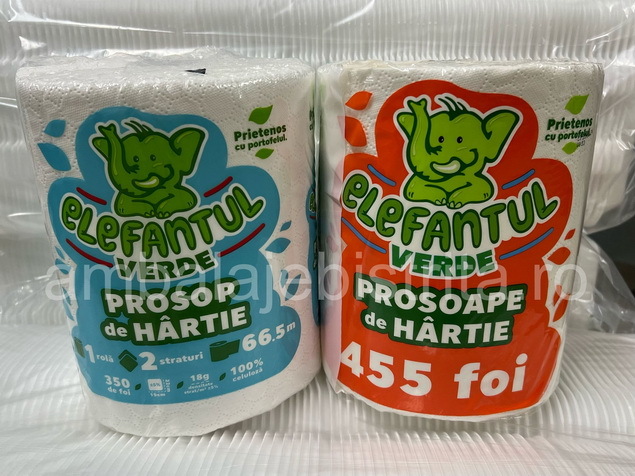 Prietenos
cu portofelul.
eLeFANTUL
VERDE
PROSOP
de HÂRTIE
1 rolă
2 straturi
66.5m
350
de foi
18g
100%
celuloză
Prietenos
cu portofelul.
eLeFANTUL
VERDE
PROSOAPE
de HÂRTIE
455 foi
ambalajebistrita.ro